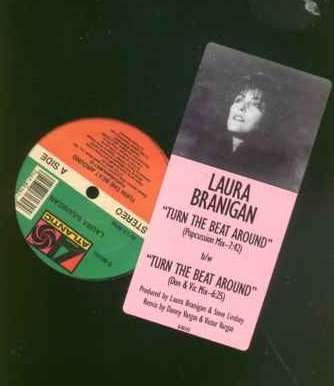 LAURA
BRANIGAN
"TURN THE BEAT AROUND"
(Popcussion Mix—7:42)
b/w
"TURN THE BEAT AROUND"
(Don & Vic Mix—6:25)
Produced by Laura Branigan & Steve Lindsey
Remix by Danny Vargas & Victor Vargas
A SIDE
STEREO
TURN THE BEAT AROUND
LAURA BRANIGAN
ATLANTIC